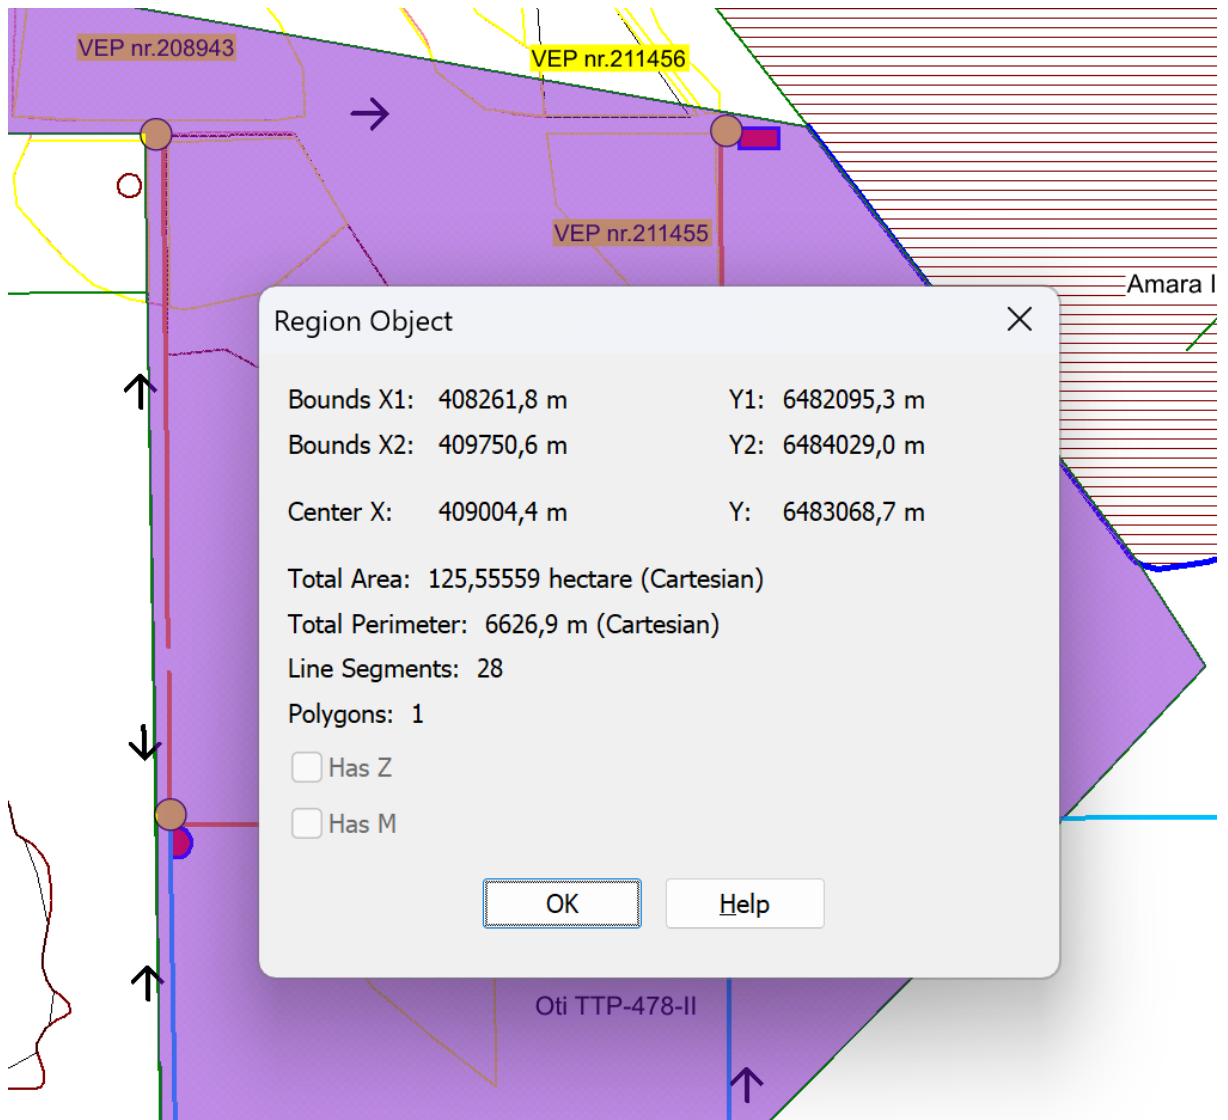 VEP nr.208943
VEP nr.211456
VEP nr.211455
Amara I
Region Object
Bounds X1: 408261,8 m Y1: 6482095,3 m
Bounds X2: 409750,6 m Y2: 6484029,0 m
Center X: 409004,4 m Y: 6483068,7 m
Total Area: 125,55559 hectare (Cartesian)
Total Perimeter: 6626,9 m (Cartesian)
Line Segments: 28
Polygons: 1
Has Z
Has M
OK Help
Oti TTP-478-II